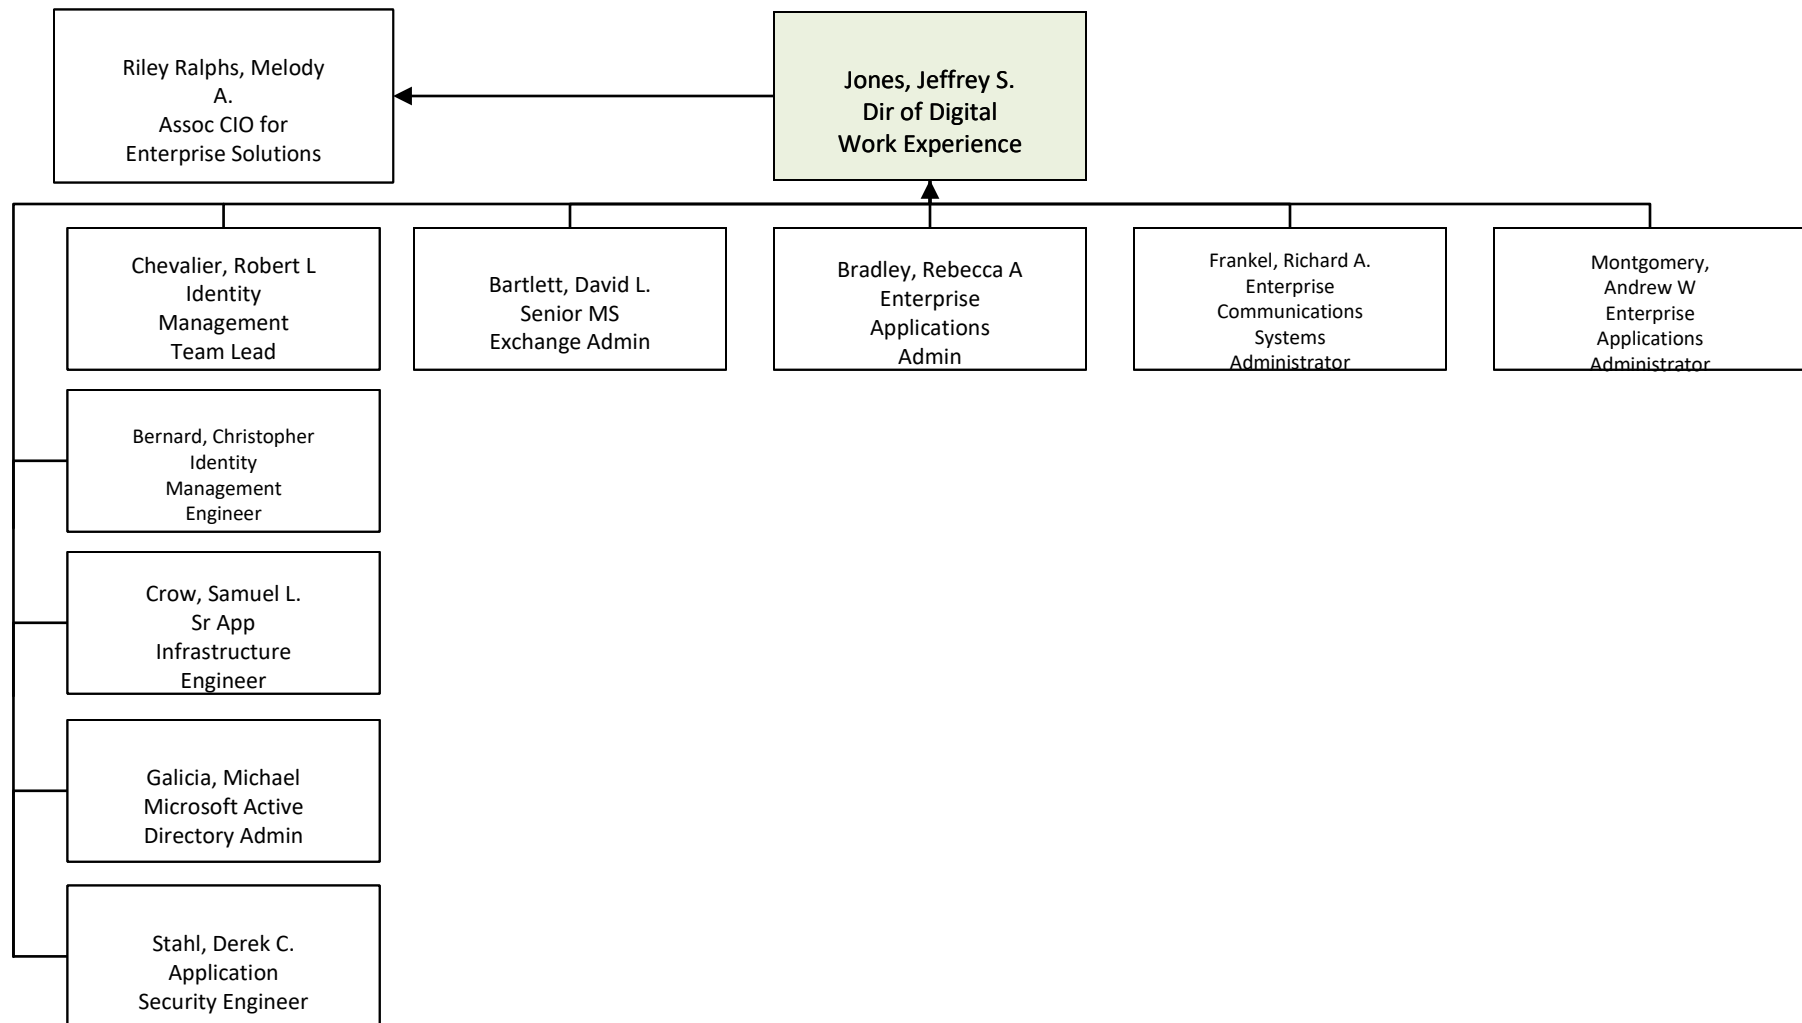 Riley Ralphs, Melody
A.
Assoc CIO for
Enterprise Solutions
Jones, Jeffrey S.
Dir of Digital
Work Experience
Chevalier, Robert L
Identity
Management
Team Lead
Bartlett, David L.
Senior MS
Exchange Admin
Bradley, Rebecca A
Enterprise
Applications
Admin
Frankel, Richard A.
Enterprise
Communications
Systems
Administrator
Montgomery,
Andrew W
Enterprise
Applications
Administrator
Bernard, Christopher
Identity
Management
Engineer
Crow, Samuel L.
Sr App
Infrastructure
Engineer
Galicia, Michael
Microsoft Active
Directory Admin
Stahl, Derek C.
Application
Security Engineer